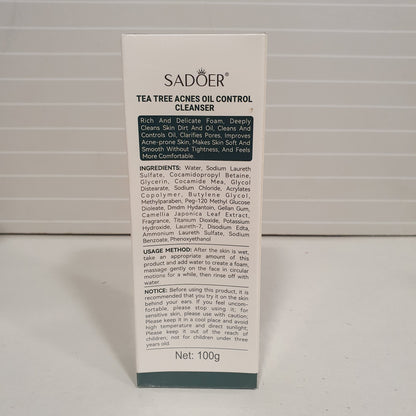 SADOER®
TEA TREE ACNES OIL CONTROL
CLEANSER
Rich And Delicate Foam, Deeply
Cleans Skin Dirt And Oil, Cleans And
Controls Oil, Clarifies Pores, Improves
Acne-prone Skin, Makes Skin Soft And
Smooth Without Tightness, And Feels
More Comfortable.
INGREDIENTS: Water, Sodium Laureth
Sulfate, Cocamidopropyl Betaine,
Glycerin, Cocamide Mea, Glycol
Distearate, Sodium Chloride, Acrylates
Copolymer, Butylene Glycol,
Methylparaben, Peg-120 Methyl Glucose
Dioleate, Dmdm Hydantoin, Gellan Gum,
Camellia Japonica Leaf Extract,
Fragrance, Titanium Dioxide, Potassium
Hydroxide, Laureth-7, Disodium Edta,
Ammonium Laureth Sulfate, Sodium
Benzoate, Phenoxyethanol
USAGE METHOD: After the skin is wet,
take an appropriate amount of this
product and add water to create a foam,
massage gently on the face in circular
motions for a while, then rinse off with
water.
NOTICE: Before using this product, it is
recommended that you try it on the skin
behind your ears. If you feel uncom-
fortable, please stop using it; for
sensitive skin, please use with caution;
Please keep it in a cool place and avoid
high temperature and direct sunlight;
Please keep it out of the reach of
children, not for children under three
years old.
Net: 100g